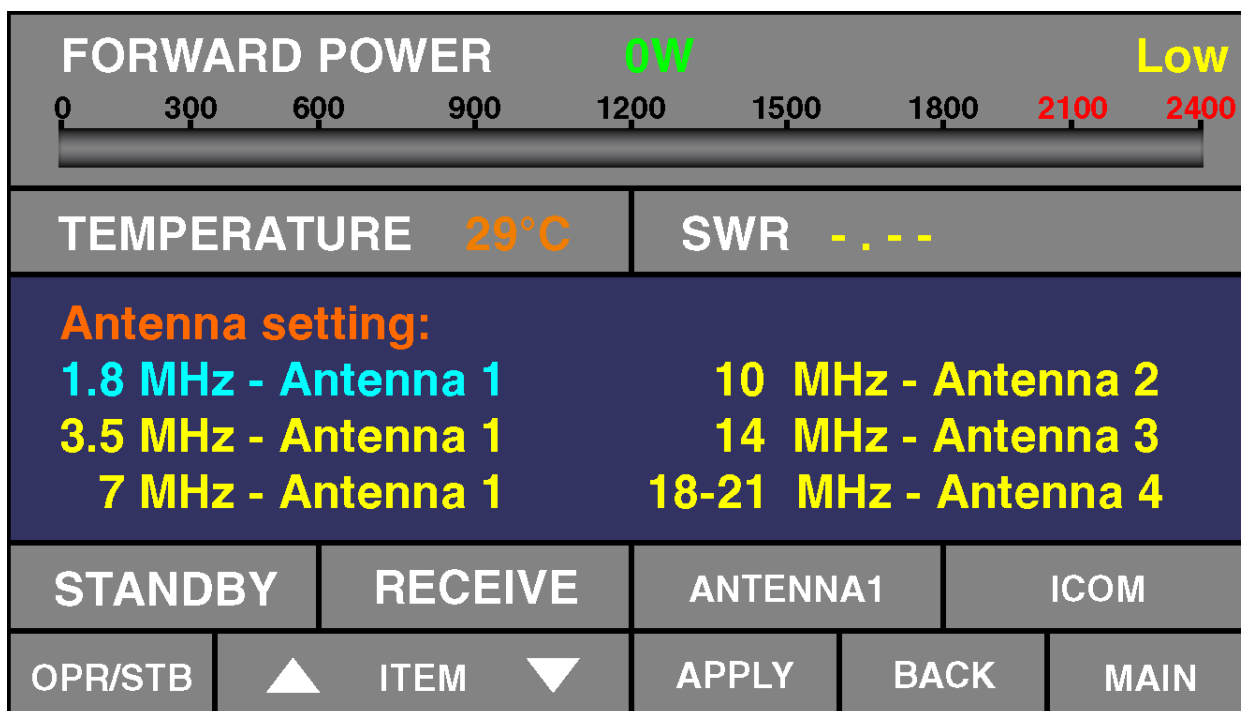 FORWARD POWER 0W Low
0 300 600 900 1200 1500 1800 2100 2400
TEMPERATURE 29°C SWR -.--
Antenna setting:
1.8 MHz - Antenna 1 10 MHz - Antenna 2
3.5 MHz - Antenna 1 14 MHz - Antenna 3
7 MHz - Antenna 1 18-21 MHz - Antenna 4
STANDBY RECEIVE ANTENNA1 ICOM
OPR/STB ▲ ITEM ▼ APPLY BACK MAIN